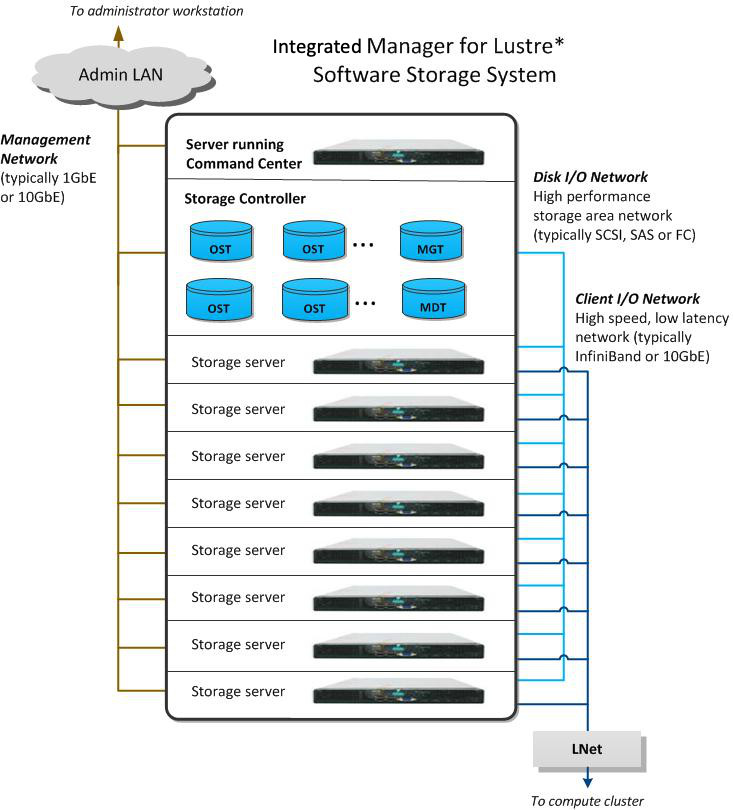 To administrator workstation
Admin LAN
Integrated Manager for Lustre*
Software Storage System
Management
Network
(typically 1GbE
or 10GbE)
Server running
Command Center
Storage Controller
OST
OST
...
MGT
OST
OST
...
MDT
Disk I/O Network
High performance
storage area network
(typically SCSI, SAS or FC)
Client I/O Network
High speed, low latency
network (typically
InfiniBand or 10GbE)
Storage server
Storage server
Storage server
Storage server
Storage server
Storage server
Storage server
Storage server
LNet
To compute cluster